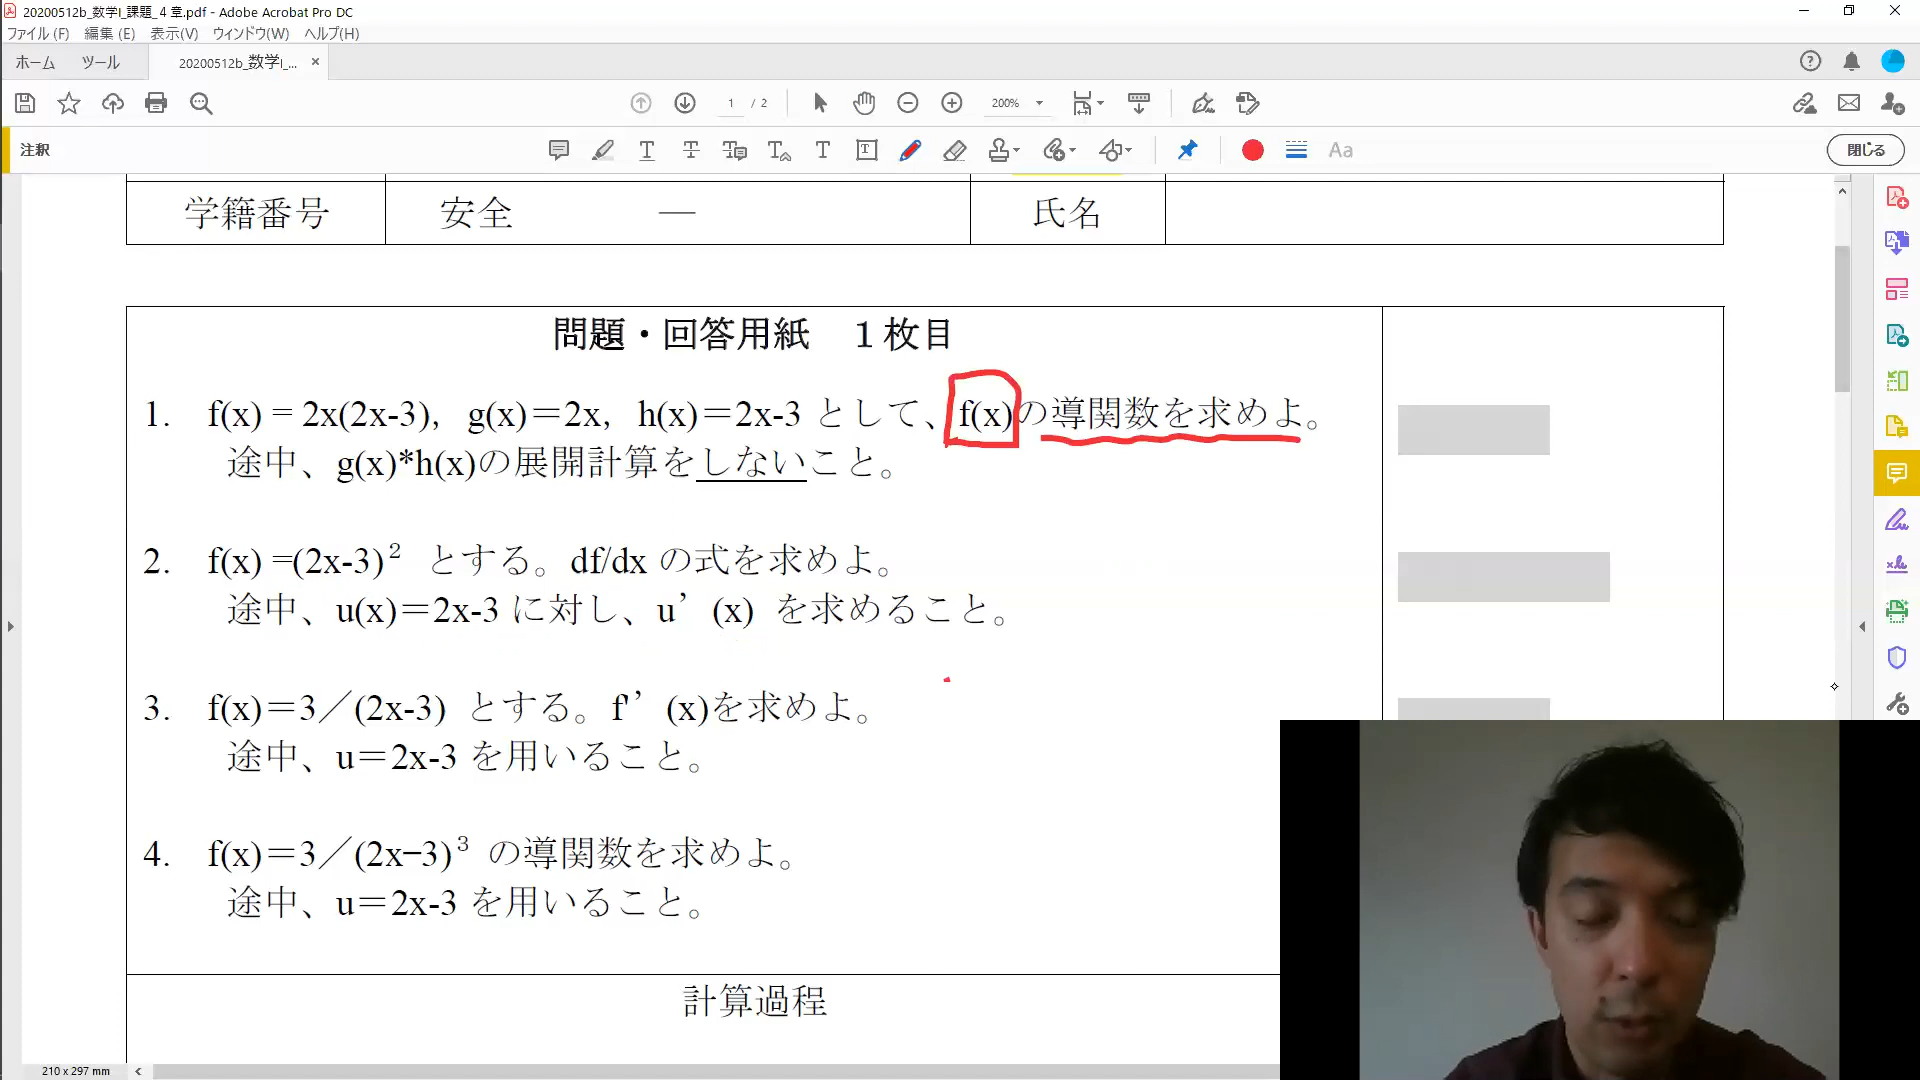 20200512b_数学I_課題_4 章.pdf - Adobe Acrobat Pro DC
ファイル (F) 編集 (E) 表示(V) ウィンドウ(W) ヘルプ(H)
ホーム ツール 20200512b_数学I_... ×
1 / 2 200%
注釈 Aa 閉じる
学籍番号 安全 ― 氏名
問題・回答用紙 1枚目
1. f(x) = 2x(2x-3), g(x)=2x, h(x)=2x-3 として、f(x)の導関数を求めよ。
途中、g(x)*h(x)の展開計算をしないこと。
2. f(x) =(2x-3)² とする。df/dx の式を求めよ。
途中、u(x)=2x-3 に対し、u’(x) を求めること。
3. f(x)=3／(2x-3) とする。f'’(x)を求めよ。
途中、u=2x-3 を用いること。
4. f(x)=3／(2x−3)³ の導関数を求めよ。
途中、u=2x-3 を用いること。
計算過程
210 x 297 mm